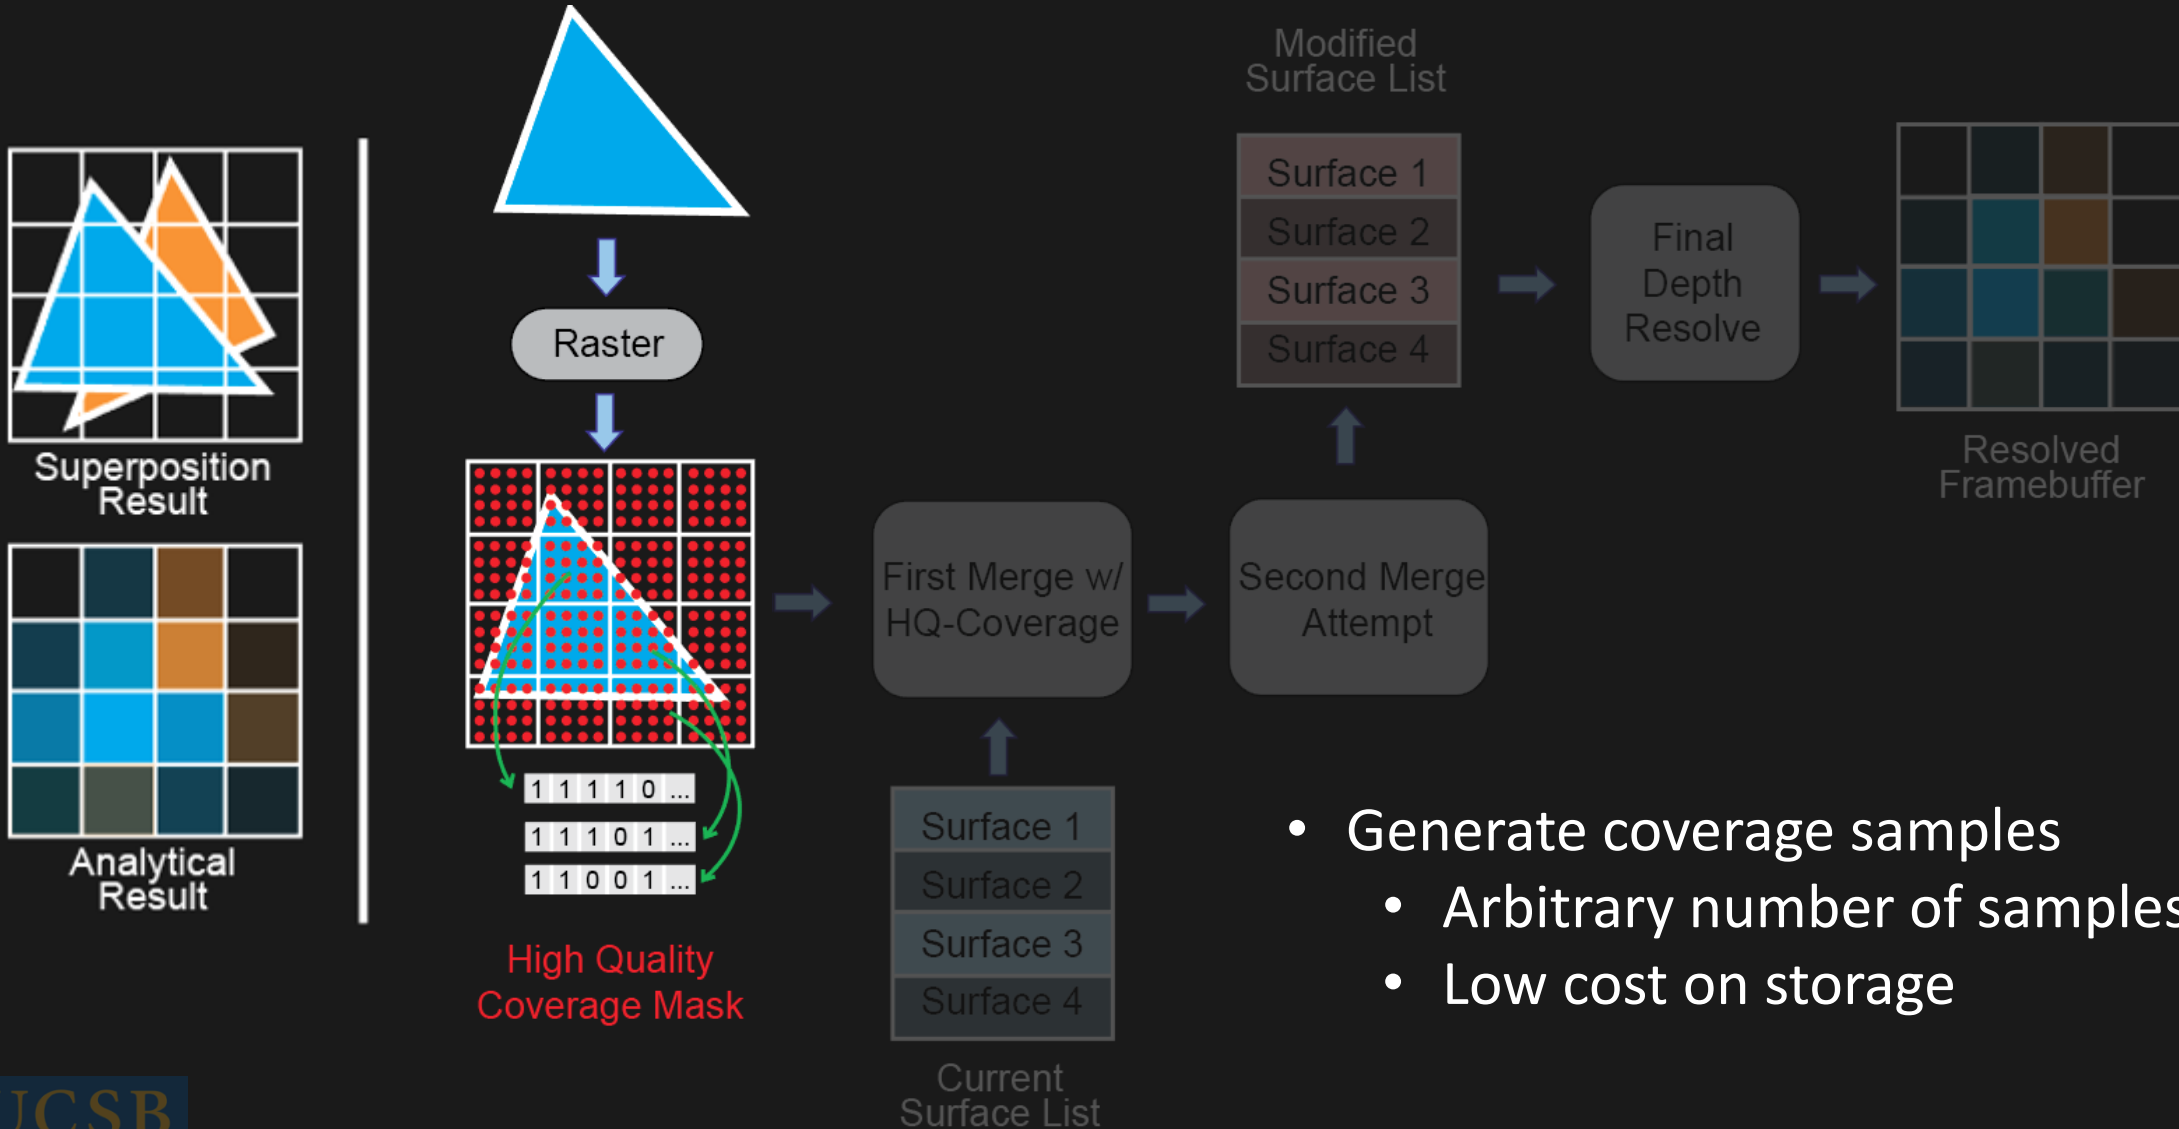 Superposition
Result
Analytical
Result
Raster
1 1 1 1 0 ...
1 1 1 0 1 ...
1 1 0 0 1 ...
High Quality
Coverage Mask
First Merge w/
HQ-Coverage
Surface 1
Surface 2
Surface 3
Surface 4
Current
Surface List
Second Merge
Attempt
Modified
Surface List
Surface 1
Surface 2
Surface 3
Surface 4
Final
Depth
Resolve
Resolved
Framebuffer
• Generate coverage samples
• Arbitrary number of samples
• Low cost on storage
UCSB